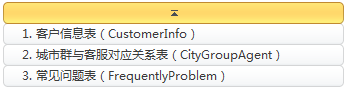 1. 客户信息表（CustomerInfo）
2. 城市群与客服对应关系表（CityGroupAgent）
3. 常见问题表（FrequentlyProblem）